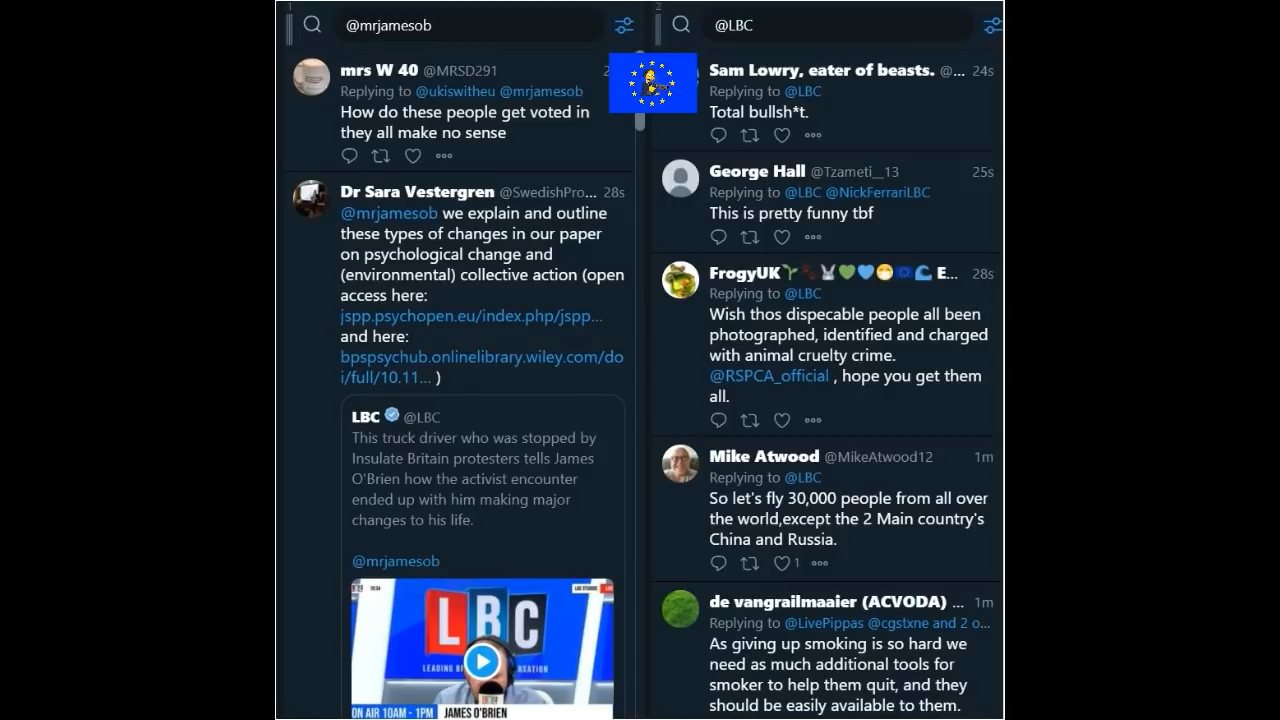 1
@mrjamesob
mrs W 40 @MRSD291
Replying to @ukiswitheu @mrjamesob
How do these people get voted in
they all make no sense
Dr Sara Vestergren @SwedishPro... 28s
@mrjamesob we explain and outline
these types of changes in our paper
on psychological change and
(environmental) collective action (open
access here:
jspp.psychopen.eu/index.php/jspp...
and here:
bpspsychub.onlinelibrary.wiley.com/do
i/full/10.11... )
LBC @LBC
This truck driver who was stopped by
Insulate Britain protesters tells James
O'Brien how the activist encounter
ended up with him making major
changes to his life.
@mrjamesob
LBC
LEADING
ON AIR 10AM - 1PM JAMES O'BRIEN
2
@LBC
Sam Lowry, eater of beasts. @... 24s
Replying to @LBC
Total bullsh*t.
George Hall @Tzameti__13 25s
Replying to @LBC @NickFerrariLBC
This is pretty funny tbf
FrogyUK🌱🐾🐰💚💙😷🇪🇺🌊 E... 28s
Replying to @LBC
Wish thos dispecable people all been
photographed, identified and charged
with animal cruelty crime.
@RSPCA_official , hope you get them
all.
Mike Atwood @MikeAtwood12 1m
Replying to @LBC
So let's fly 30,000 people from all over
the world,except the 2 Main country's
China and Russia.
1
de vangrailmaaier (ACVODA) ... 1m
Replying to @LivePippas @cgstxne and 2 o...
As giving up smoking is so hard we
need as much additional tools for
smoker to help them quit, and they
should be easily available to them.